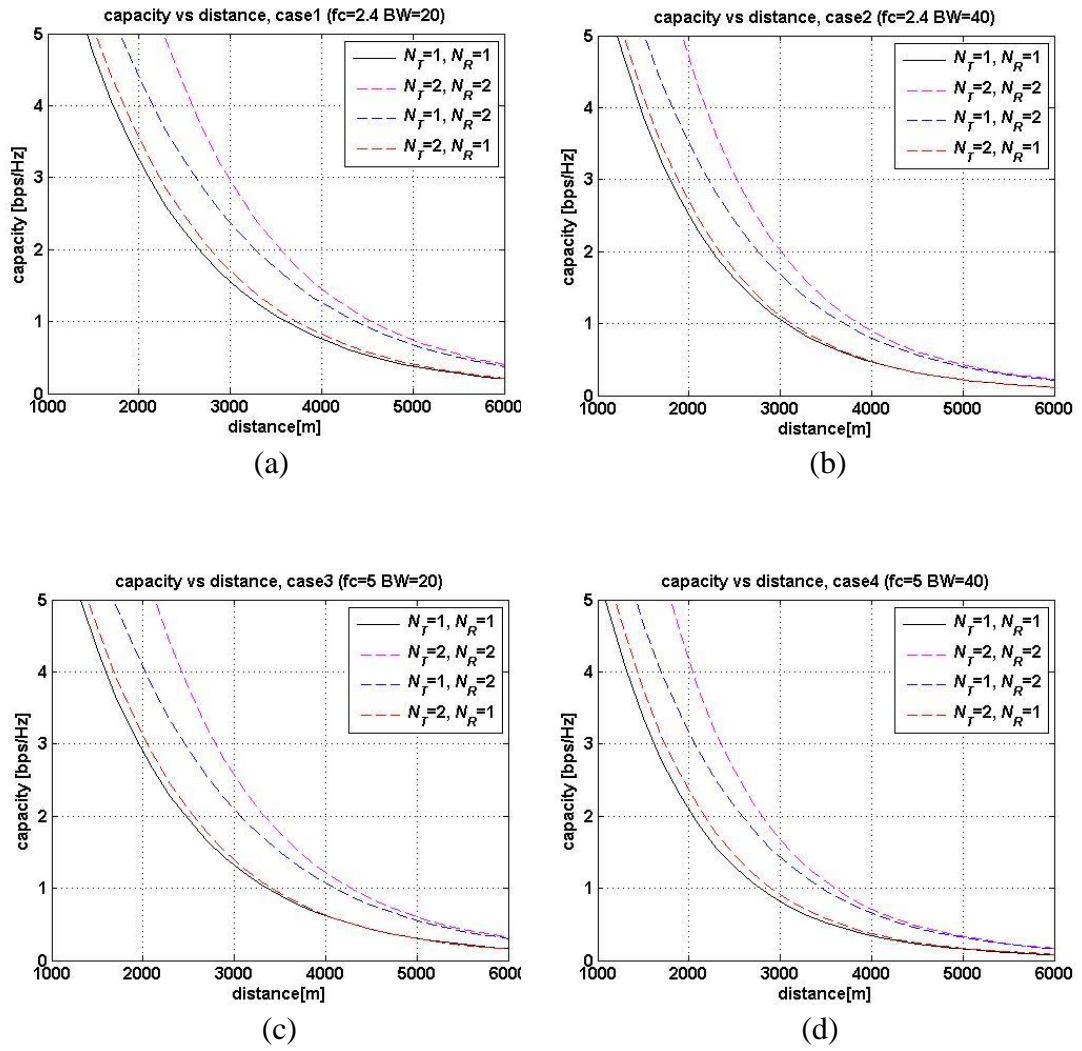 capacity vs distance, case1 (fc=2.4 BW=20)
5
4
3
2
1
0
capacity [bps/Hz]
N_T=1, N_R=1
N_T=2, N_R=2
N_T=1, N_R=2
N_T=2, N_R=1
1000 2000 3000 4000 5000 6000
distance[m]
(a)
capacity vs distance, case2 (fc=2.4 BW=40)
5
4
3
2
1
0
capacity [bps/Hz]
N_T=1, N_R=1
N_T=2, N_R=2
N_T=1, N_R=2
N_T=2, N_R=1
1000 2000 3000 4000 5000 6000
distance[m]
(b)
capacity vs distance, case3 (fc=5 BW=20)
5
4
3
2
1
0
capacity [bps/Hz]
N_T=1, N_R=1
N_T=2, N_R=2
N_T=1, N_R=2
N_T=2, N_R=1
1000 2000 3000 4000 5000 6000
distance[m]
(c)
capacity vs distance, case4 (fc=5 BW=40)
5
4
3
2
1
0
capacity [bps/Hz]
N_T=1, N_R=1
N_T=2, N_R=2
N_T=1, N_R=2
N_T=2, N_R=1
1000 2000 3000 4000 5000 6000
distance[m]
(d)